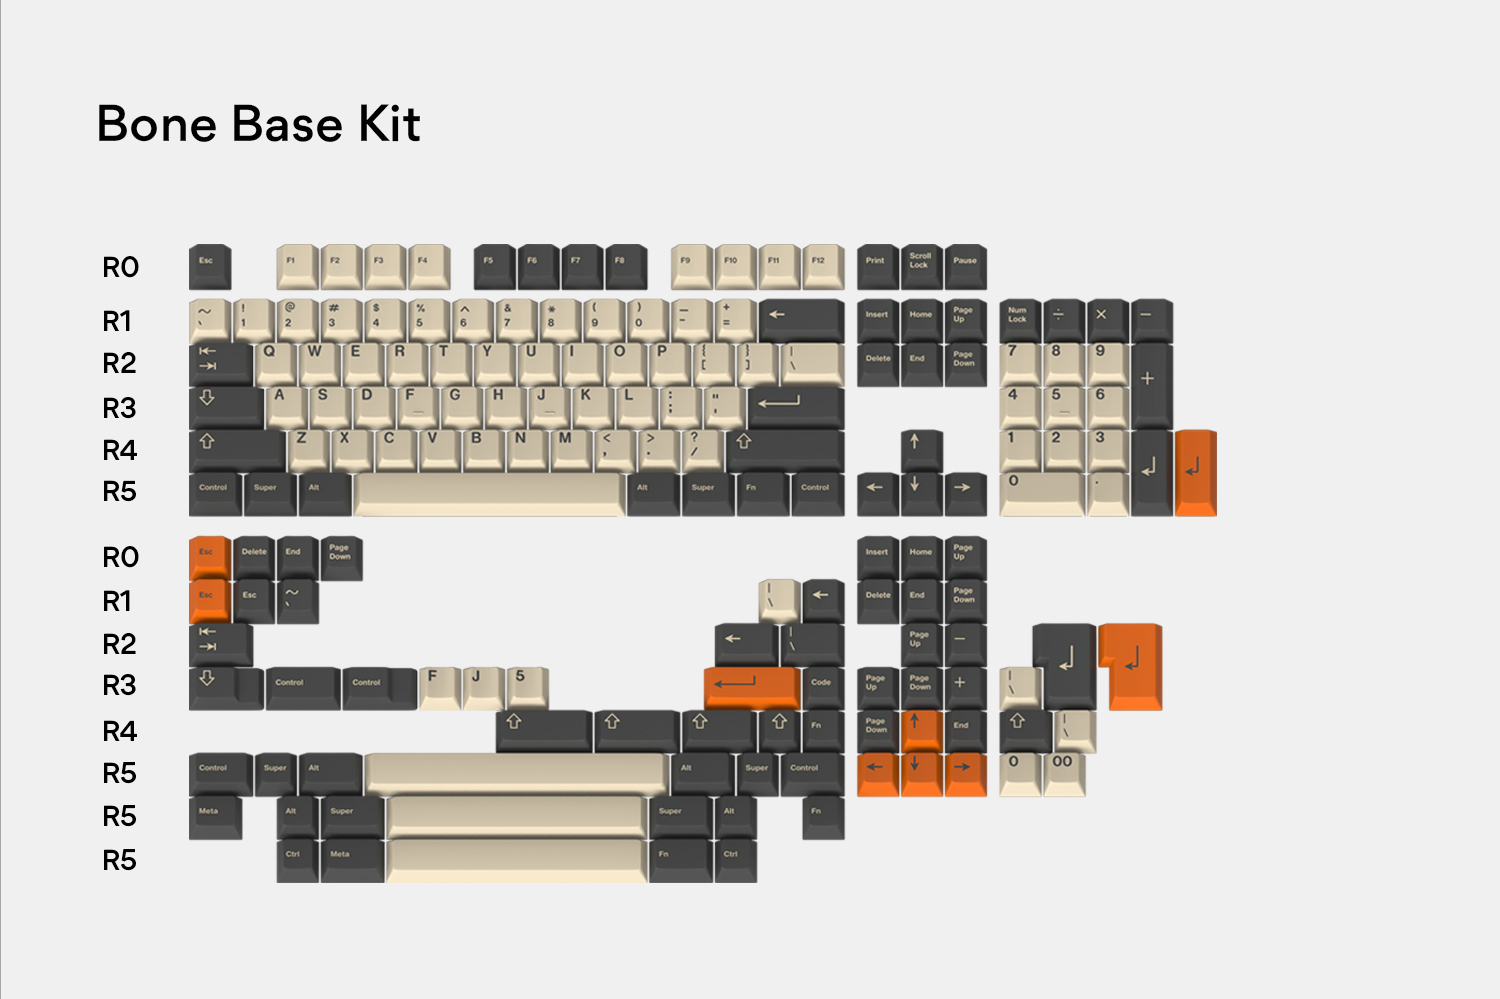 Bone Base Kit
R0 Esc F1 F2 F3 F4 F5 F6 F7 F8 F9 F10 F11 F12 Print Scroll Lock Pause
R1 ~ ` ! 1 @ 2 # 3 $ 4 % 5 ^ 6 & 7 * 8 ( 9 ) 0 _ - + = ← Insert Home Page Up Num Lock ÷ × −
R2 ⇤ ⇥ Q W E R T Y U I O P { [ } ] | \ Delete End Page Down 7 8 9 +
R3 ⇩ A S D F G H J K L : ; " ' ↵ 4 5 6
R4 ⇧ Z X C V B N M < , > . ? / ⇧ ↑ 1 2 3 ↵ ↵
R5 Control Super Alt Alt Super Fn Control ← ↓ → 0 .
R0 Esc Delete End Page Down Insert Home Page Up
R1 Esc Esc ~ ` | \ ← Delete End Page Down
R2 ⇤ ⇥ ← | \ Page Up − ↵ ↵
R3 ⇩ Control Control F J 5 ↵ Code Page Up Page Down + | \
R4 ⇧ ⇧ ⇧ ⇧ Fn Page Down ↑ End ⇧ | \
R5 Control Super Alt Alt Super Control ← ↓ → 0 00
R5 Meta Alt Super Super Alt Fn
R5 Ctrl Meta Fn Ctrl